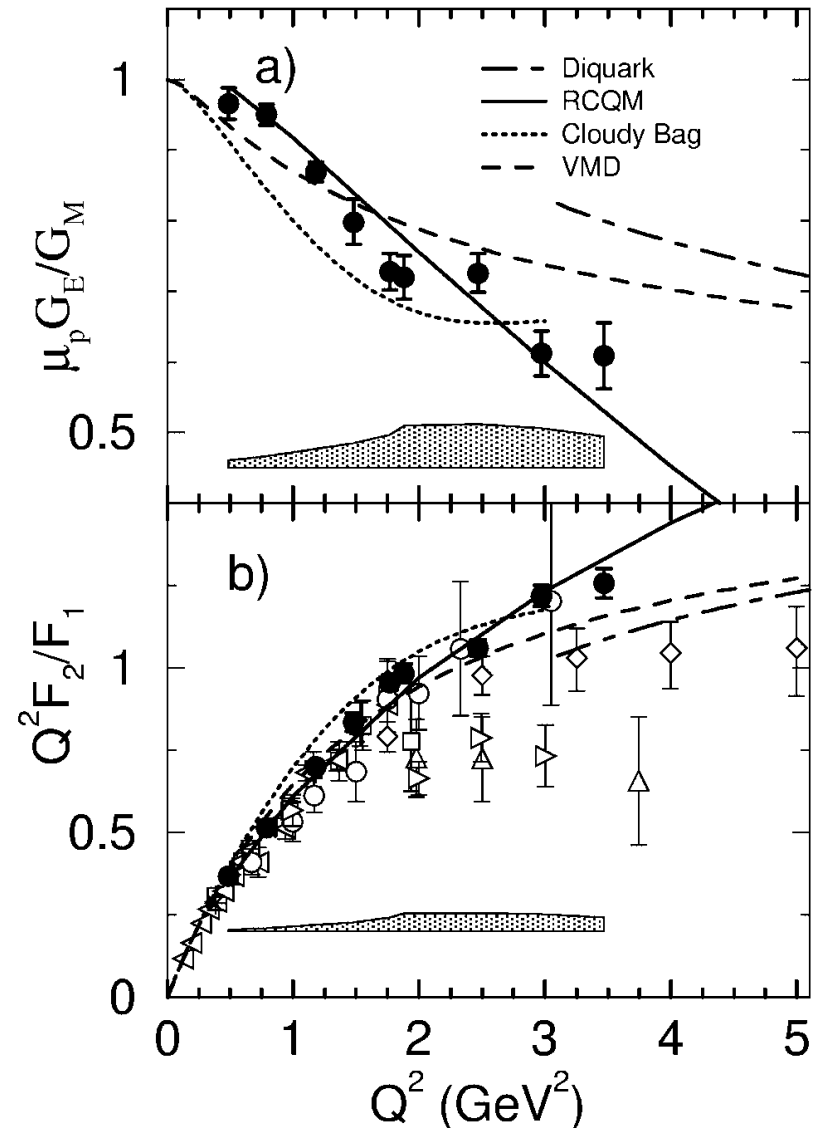 a)
1
0.5
μpGE/GM
Diquark
RCQM
Cloudy Bag
VMD
b)
1
0.5
0
Q2F2/F1
0 1 2 3 4 5
Q2 (GeV2)